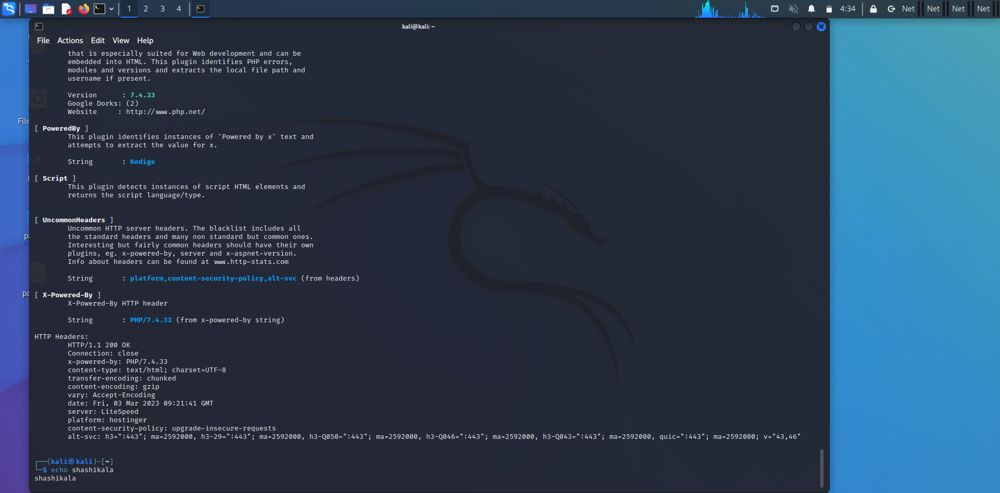 1 2 3 4 4:34 Net Net Net Net
kali@kali: ~
File Actions Edit View Help
that is especially suited for Web development and can be
embedded into HTML. This plugin identifies PHP errors,
modules and versions and extracts the local file path and
username if present.
Version : 7.4.33
Google Dorks: (2)
Website : http://www.php.net/
[ PoweredBy ]
This plugin identifies instances of 'Powered by x' text and
attempts to extract the value for x.
String : Kedige
[ Script ]
This plugin detects instances of script HTML elements and
returns the script language/type.
[ UncommonHeaders ]
Uncommon HTTP server headers. The blacklist includes all
the standard headers and many non standard but common ones.
Interesting but fairly common headers should have their own
plugins, eg. x-powered-by, server and x-aspnet-version.
Info about headers can be found at www.http-stats.com
String : platform,content-security-policy,alt-svc (from headers)
[ X-Powered-By ]
X-Powered-By HTTP header
String : PHP/7.4.33 (from x-powered-by string)
HTTP Headers:
HTTP/1.1 200 OK
Connection: close
x-powered-by: PHP/7.4.33
content-type: text/html; charset=UTF-8
transfer-encoding: chunked
content-encoding: gzip
vary: Accept-Encoding
date: Fri, 03 Mar 2023 09:21:41 GMT
server: LiteSpeed
platform: hostinger
content-security-policy: upgrade-insecure-requests
alt-svc: h3=":443"; ma=2592000, h3-29=":443"; ma=2592000, h3-Q050=":443"; ma=2592000, h3-Q046=":443"; ma=2592000, h3-Q043=":443"; ma=2592000, quic=":443"; ma=2592000; v="43,46"
┌──(kali㉿kali)-[~]
└─$ echo shashikala
shashikala
Trash
File System
pass.txt